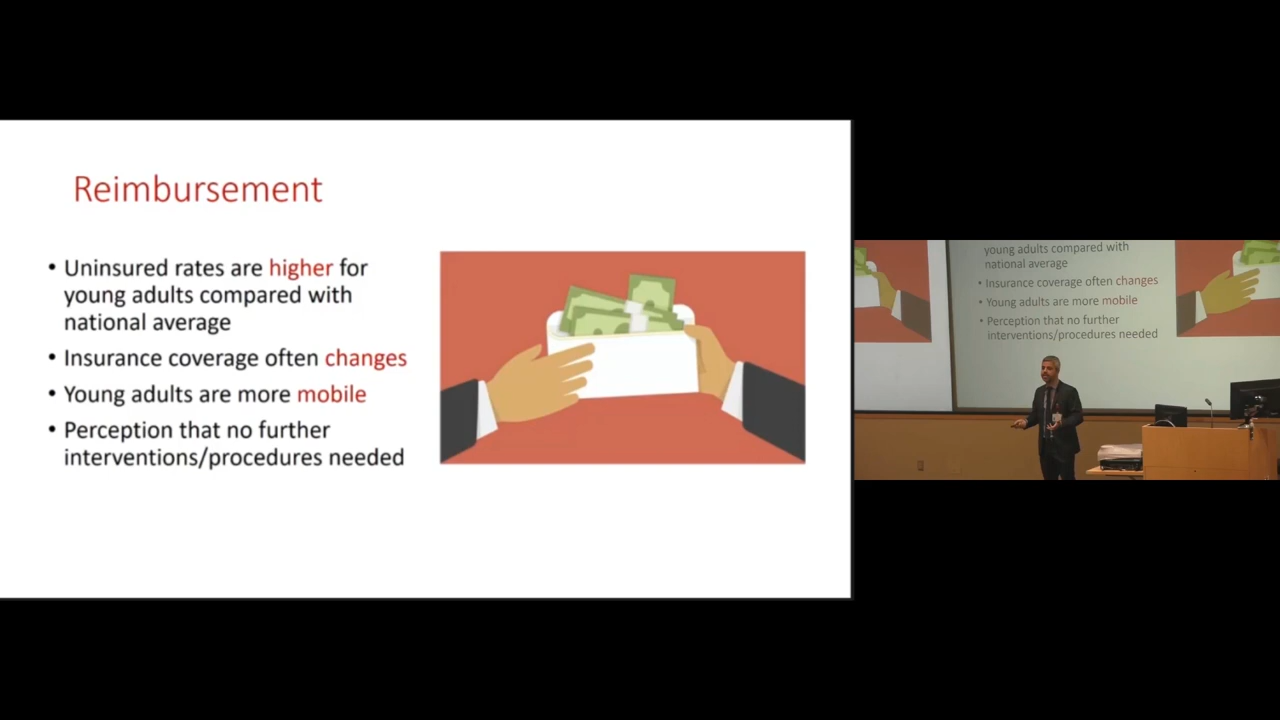 Reimbursement
• Uninsured rates are higher for
young adults compared with
national average
• Insurance coverage often changes
• Young adults are more mobile
• Perception that no further
interventions/procedures needed
young adults compared with
national average
• Insurance coverage often changes
• Young adults are more mobile
• Perception that no further
interventions/procedures needed